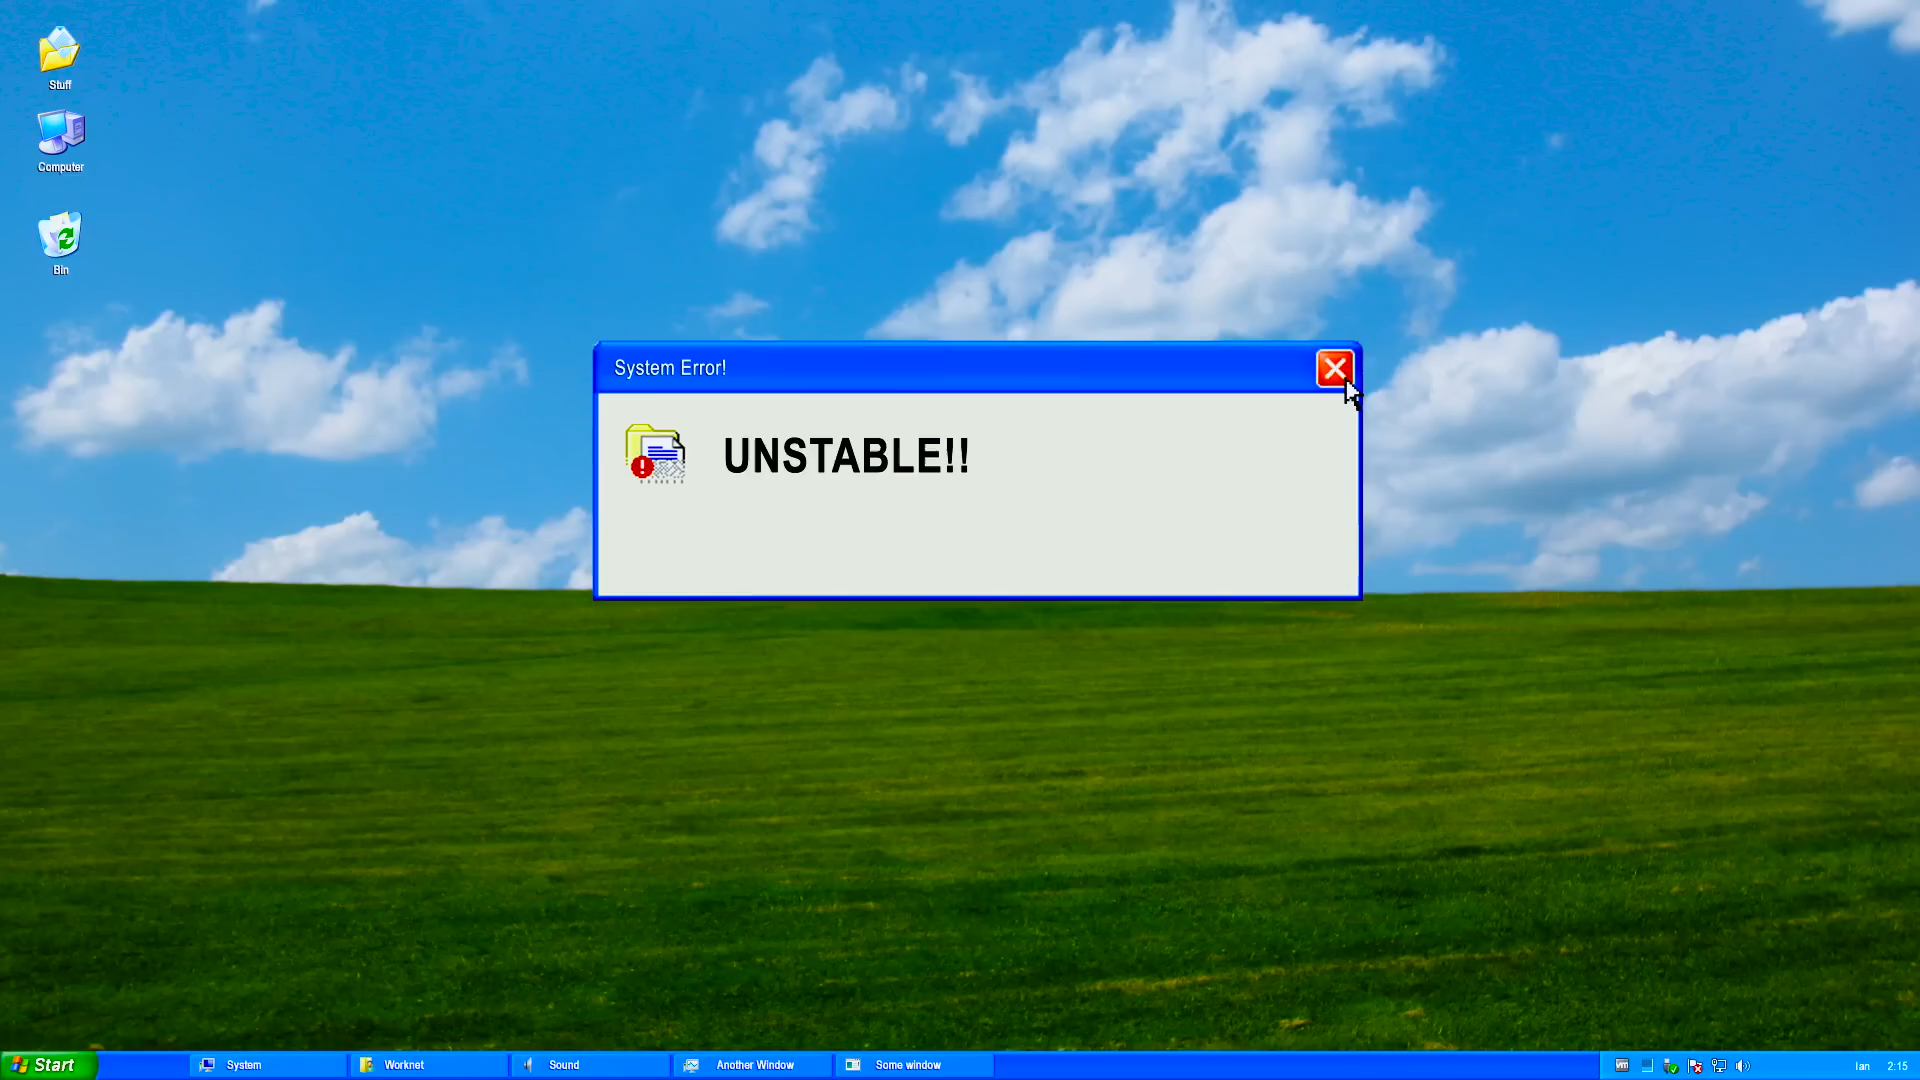 Stuff
Computer
Bin
System Error!
UNSTABLE!!
Start
System
Worknet
Sound
Another Window
Some window
Ian
2:15